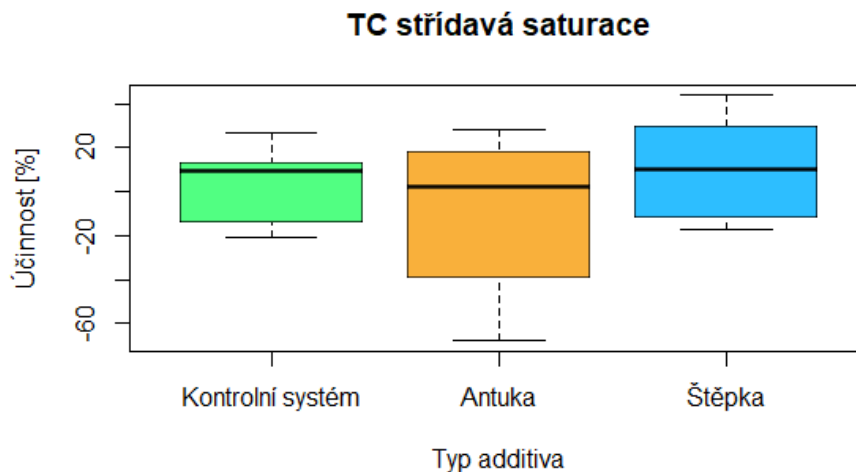 TC střídavá saturace
Účinnost [%]
20
-20
-60
Kontrolní systém Antuka Štěpka
Typ additiva